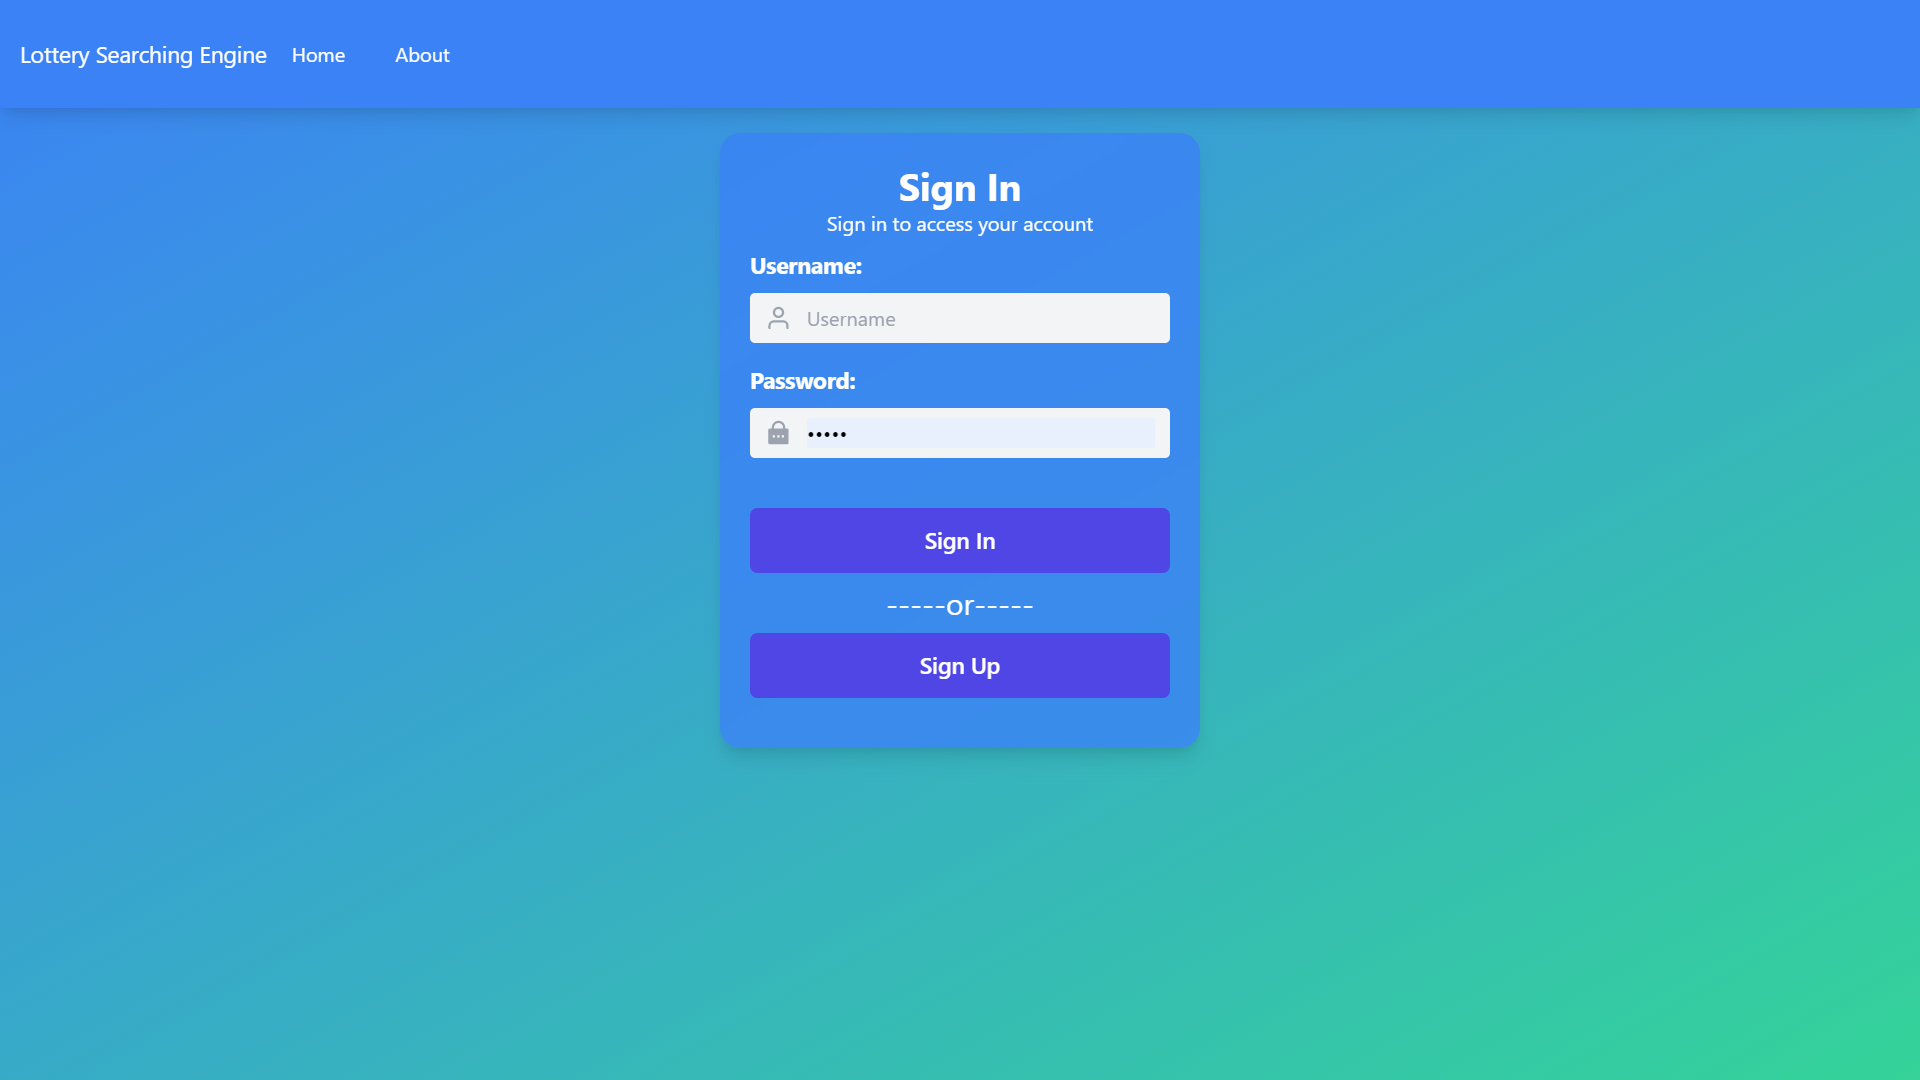 Lottery Searching Engine Home About
Sign In
Sign in to access your account
Username:
Username
Password:
•••••
Sign In
-----or-----
Sign Up